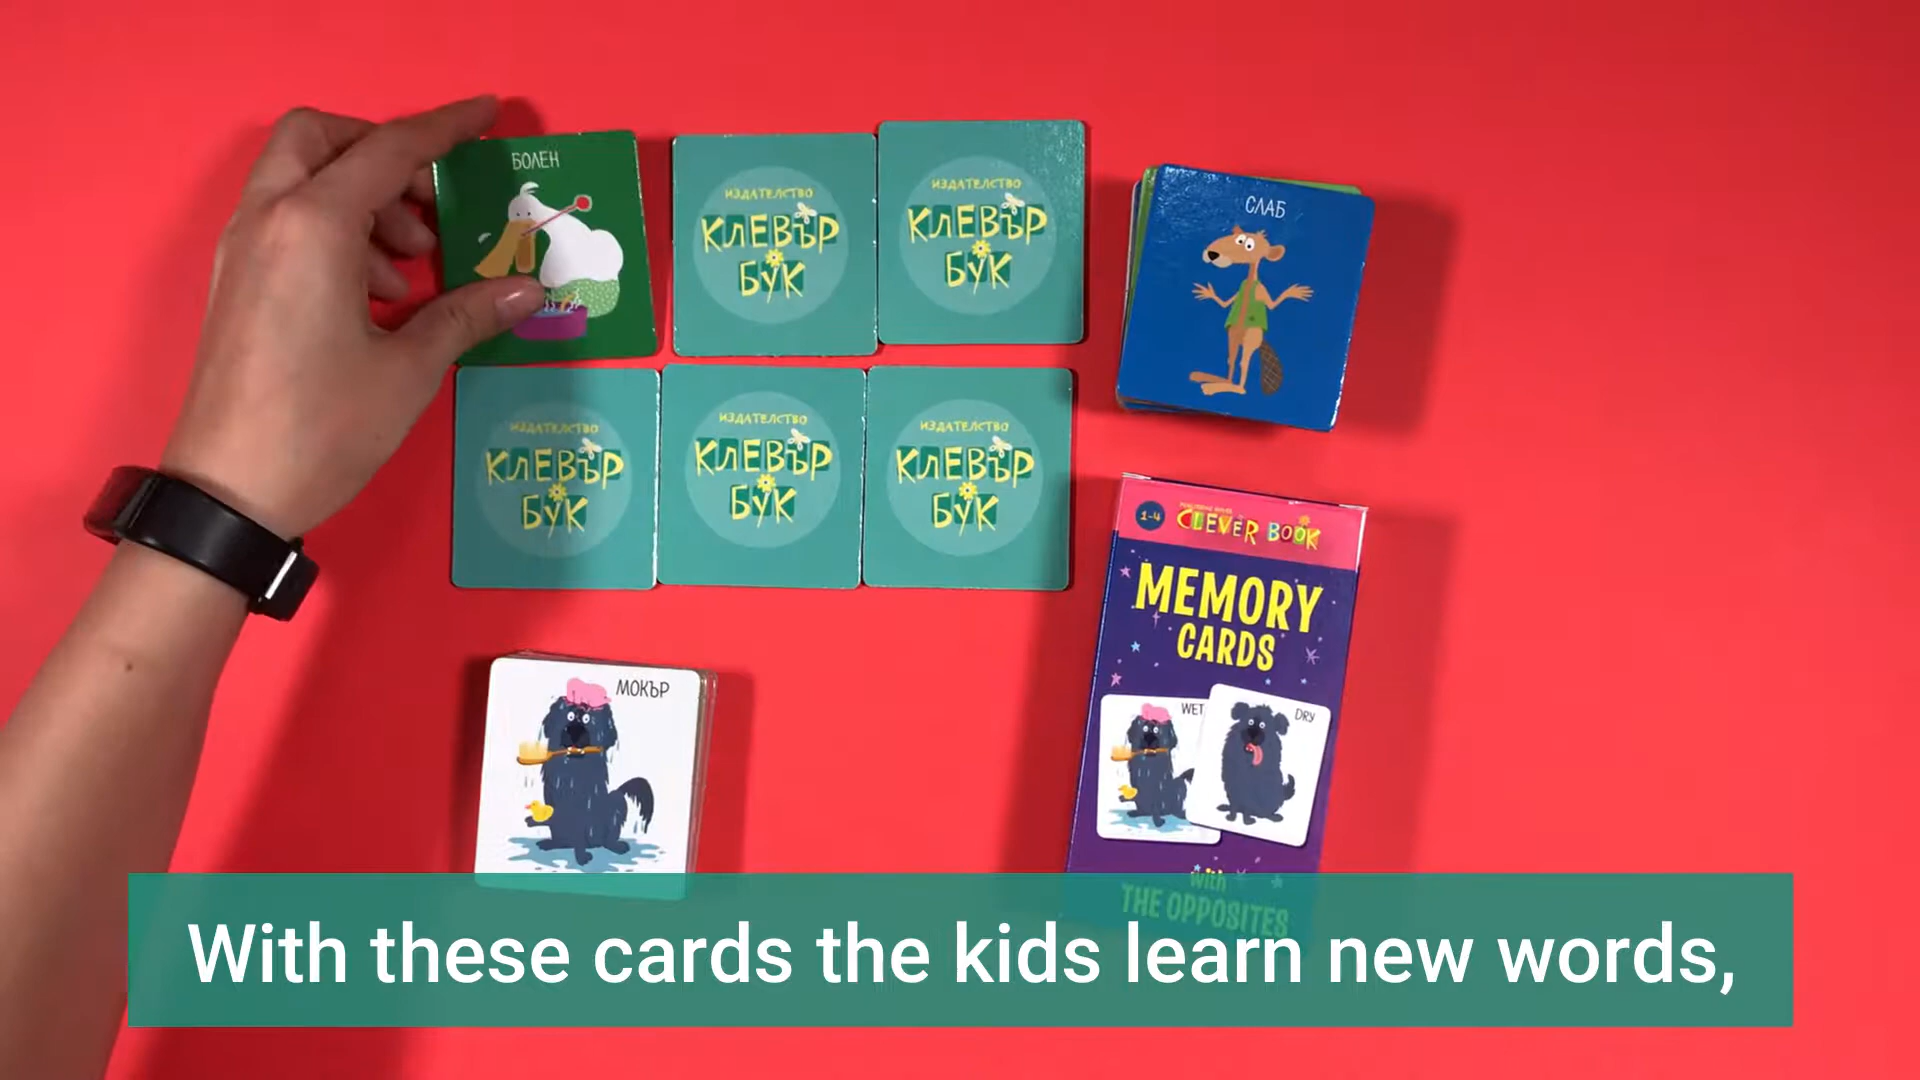 БОЛЕН
ИЗДАТЕЛСТВО
КЛЕВЪР
БУК
ИЗДАТЕЛСТВО
КЛЕВЪР
БУК
СЛАБ
ИЗДАТЕЛСТВО
КЛЕВЪР
БУК
ИЗДАТЕЛСТВО
КЛЕВЪР
БУК
ИЗДАТЕЛСТВО
КЛЕВЪР
БУК
1-4
CLEVER BOOK
MEMORY
CARDS
МОКЪР
WET
DRY
with
THE OPPOSITES
With these cards the kids learn new words,